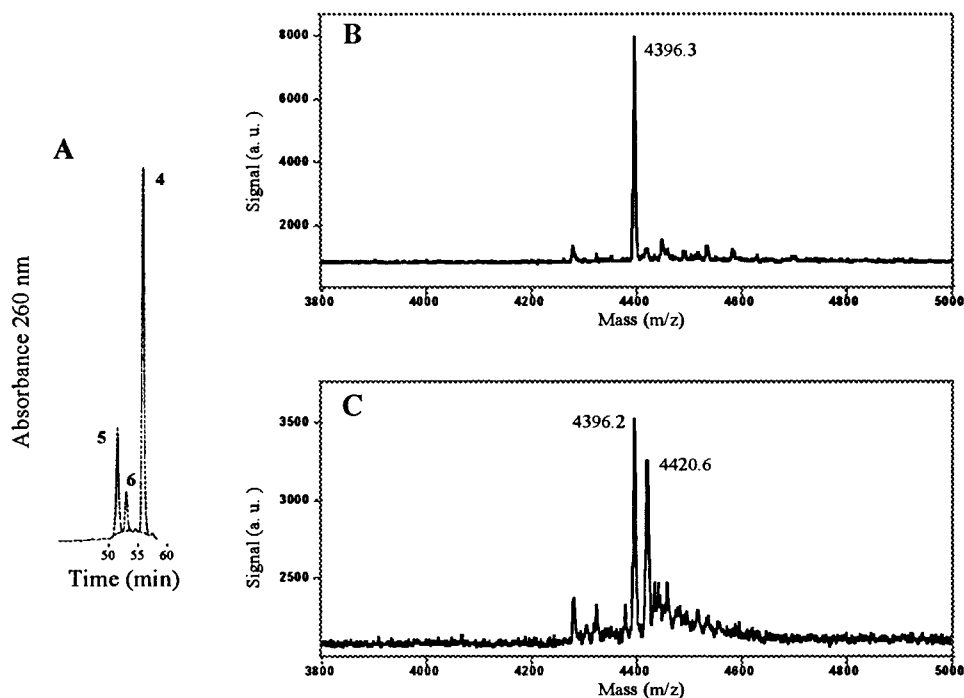 A
Absorbance 260 nm
4
5
6
50 55 60
Time (min)
B
Signal (a. u. )
8000
6000
4000
2000
4396.3
3800 4000 4200 4400 4600 4800 5000
Mass (m/z)
C
Signal (a. u. )
3500
3000
2500
4396.2
4420.6
3800 4000 4200 4400 4600 4800 5000
Mass (m/z)